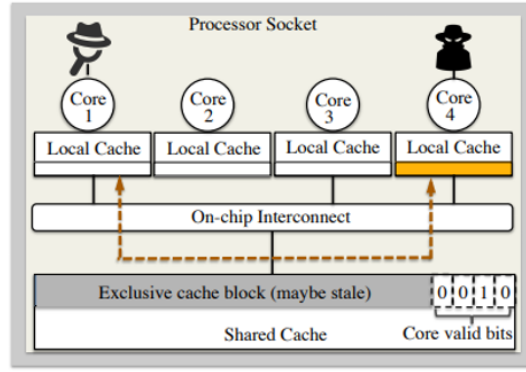 Processor Socket
Core 1
Core 2
Core 3
Core 4
Local Cache
Local Cache
Local Cache
Local Cache
On-chip Interconnect
Exclusive cache block (maybe stale)
0 0 1 0
Shared Cache
Core valid bits